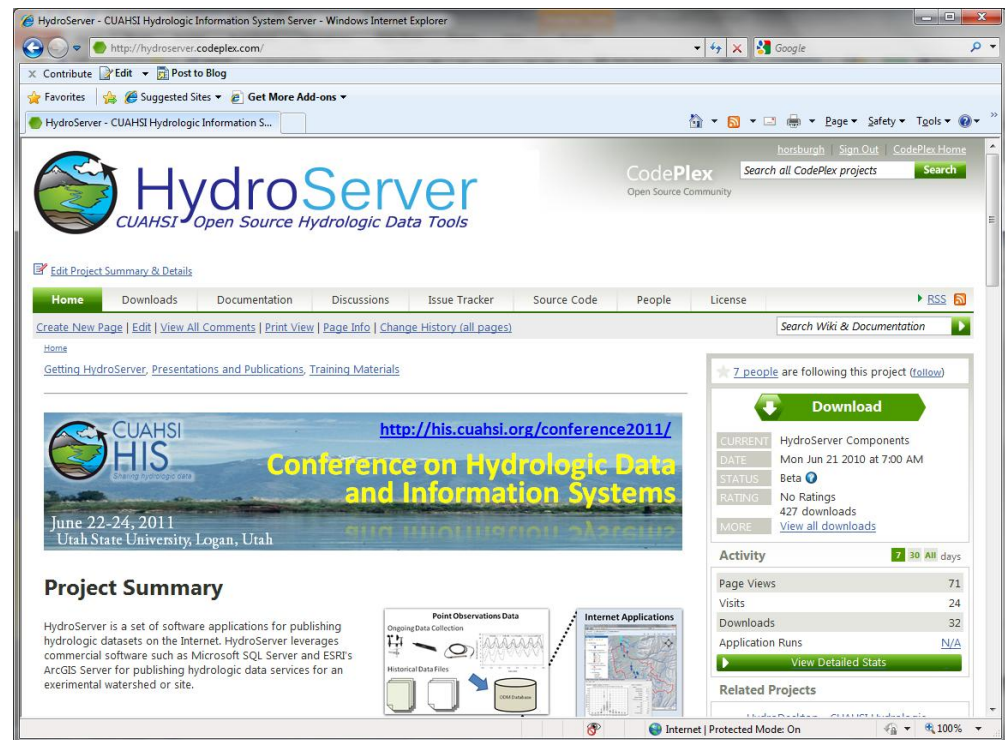 HydroServer - CUAHSI Hydrologic Information System Server - Windows Internet Explorer
http://hydroserver.codeplex.com/
Google
x Contribute Edit Post to Blog
Favorites Suggested Sites Get More Add-ons
HydroServer - CUAHSI Hydrologic Information S...
Page Safety Tools
horsburgh | Sign Out | CodePlex Home
CodePlex
Open Source Community
Search all CodePlex projects Search
HydroServer
CUAHSI Open Source Hydrologic Data Tools
Edit Project Summary & Details
Home Downloads Documentation Discussions Issue Tracker Source Code People License RSS
Create New Page | Edit | View All Comments | Print View | Page Info | Change History (all pages)
Search Wiki & Documentation
Home
Getting HydroServer, Presentations and Publications, Training Materials
7 people are following this project (follow)
CUAHSI
HIS
Sharing hydrologic data
http://his.cuahsi.org/conference2011/
Conference on Hydrologic Data
and Information Systems
June 22-24, 2011
Utah State University, Logan, Utah
Download
CURRENT HydroServer Components
DATE Mon Jun 21 2010 at 7:00 AM
STATUS Beta
RATING No Ratings
427 downloads
MORE View all downloads
Activity 7 30 All days
Page Views 71
Visits 24
Downloads 32
Application Runs N/A
View Detailed Stats
Related Projects
Project Summary
HydroServer is a set of software applications for publishing
hydrologic datasets on the Internet. HydroServer leverages
commercial software such as Microsoft SQL Server and ESRI's
ArcGIS Server for publishing hydrologic data services for an
exerimental watershed or site.
Point Observations Data
Ongoing Data Collection
Historical Data Files
ODM Database
Internet Applications
Internet | Protected Mode: On
100%